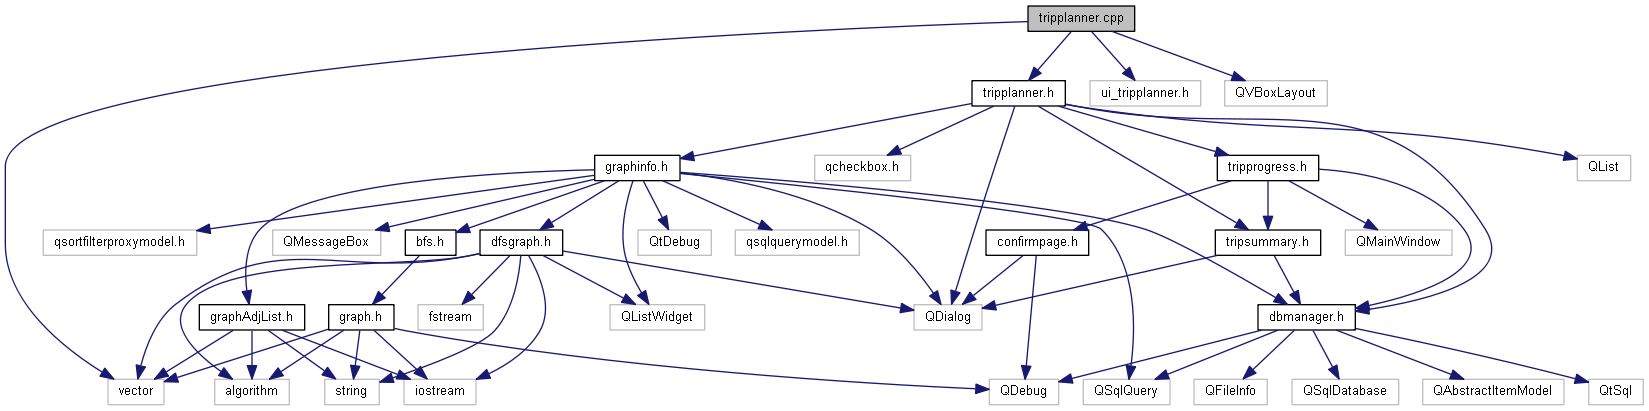 tripplanner.cpp
tripplanner.h
ui_tripplanner.h
QVBoxLayout
graphinfo.h
qcheckbox.h
tripprogress.h
QList
qsortfilterproxymodel.h
QMessageBox
bfs.h
dfsgraph.h
QtDebug
qsqlquerymodel.h
confirmpage.h
tripsummary.h
QMainWindow
graphAdjList.h
graph.h
fstream
QListWidget
QDialog
dbmanager.h
vector
algorithm
string
iostream
QDebug
QSqlQuery
QFileInfo
QSqlDatabase
QAbstractItemModel
QtSql